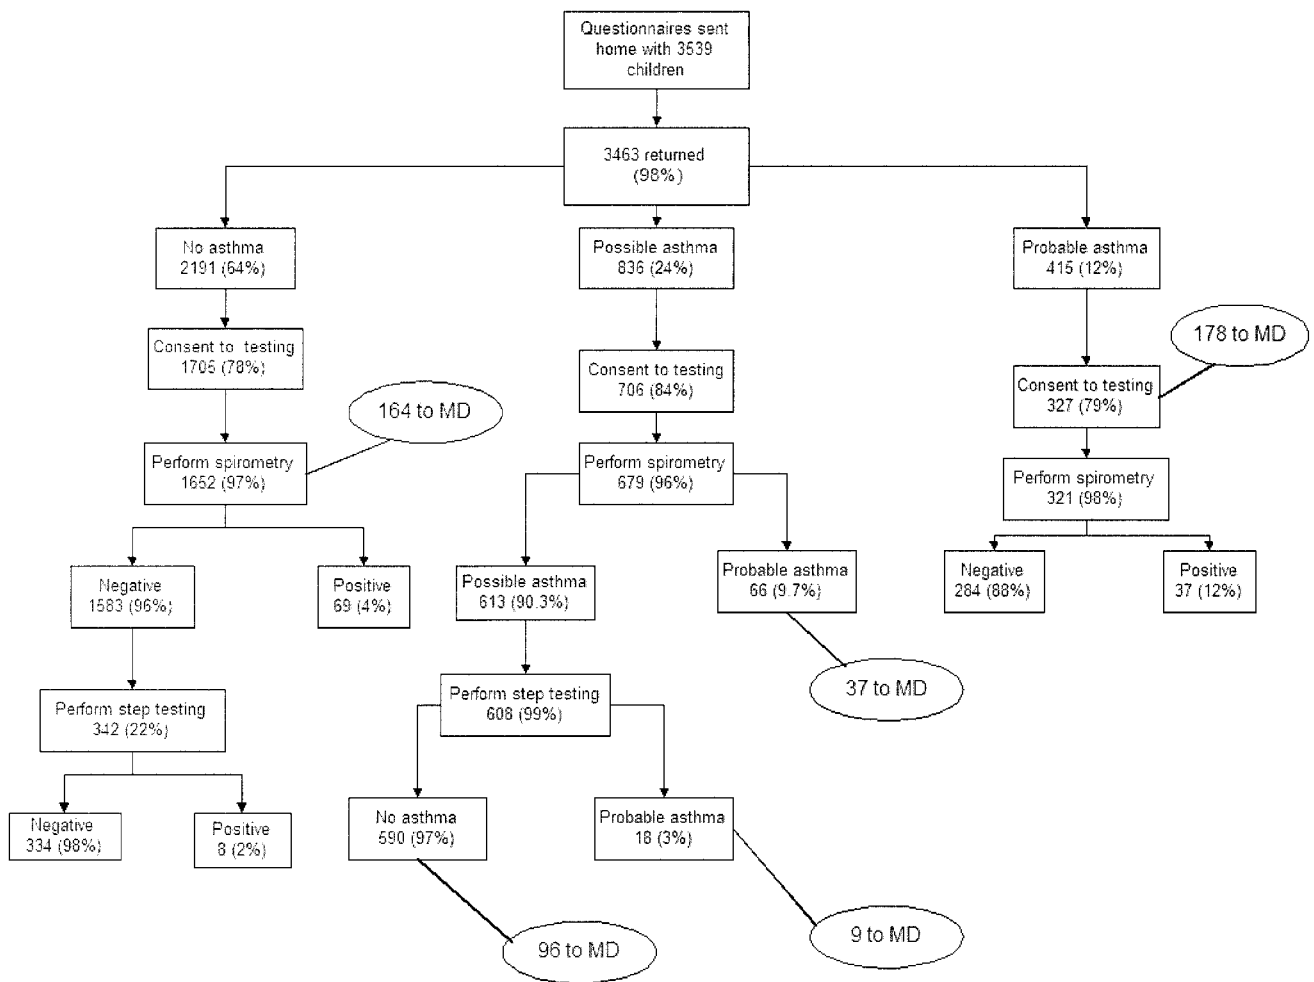 Questionnaires sent
home with 3539
children
3463 returned
(98%)
No asthma
2191 (64%)
Possible asthma
836 (24%)
Probable asthma
415 (12%)
Consent to testing
1705 (78%)
Consent to testing
706 (84%)
Consent to testing
327 (79%)
178 to MD
164 to MD
Perform spirometry
1652 (97%)
Perform spirometry
679 (96%)
Perform spirometry
321 (98%)
Negative
1583 (96%)
Positive
69 (4%)
Possible asthma
613 (90.3%)
Probable asthma
66 (9.7%)
Negative
284 (88%)
Positive
37 (12%)
37 to MD
Perform step testing
342 (22%)
Perform step testing
608 (99%)
Negative
334 (98%)
Positive
8 (2%)
No asthma
590 (97%)
Probable asthma
18 (3%)
96 to MD
9 to MD